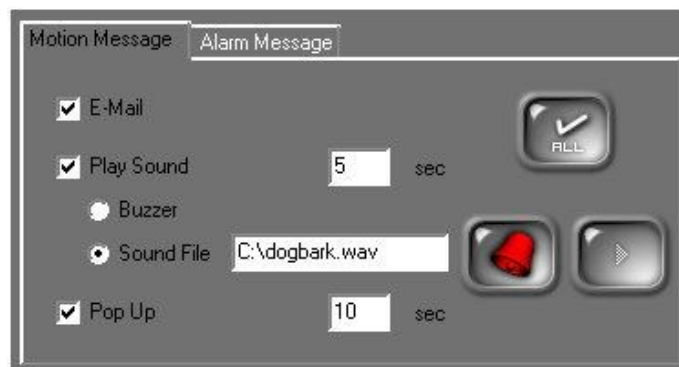 Motion Message Alarm Message
E-Mail
ALL
Play Sound 5 sec
Buzzer
Sound File C:\dogbark.wav
Pop Up 10 sec